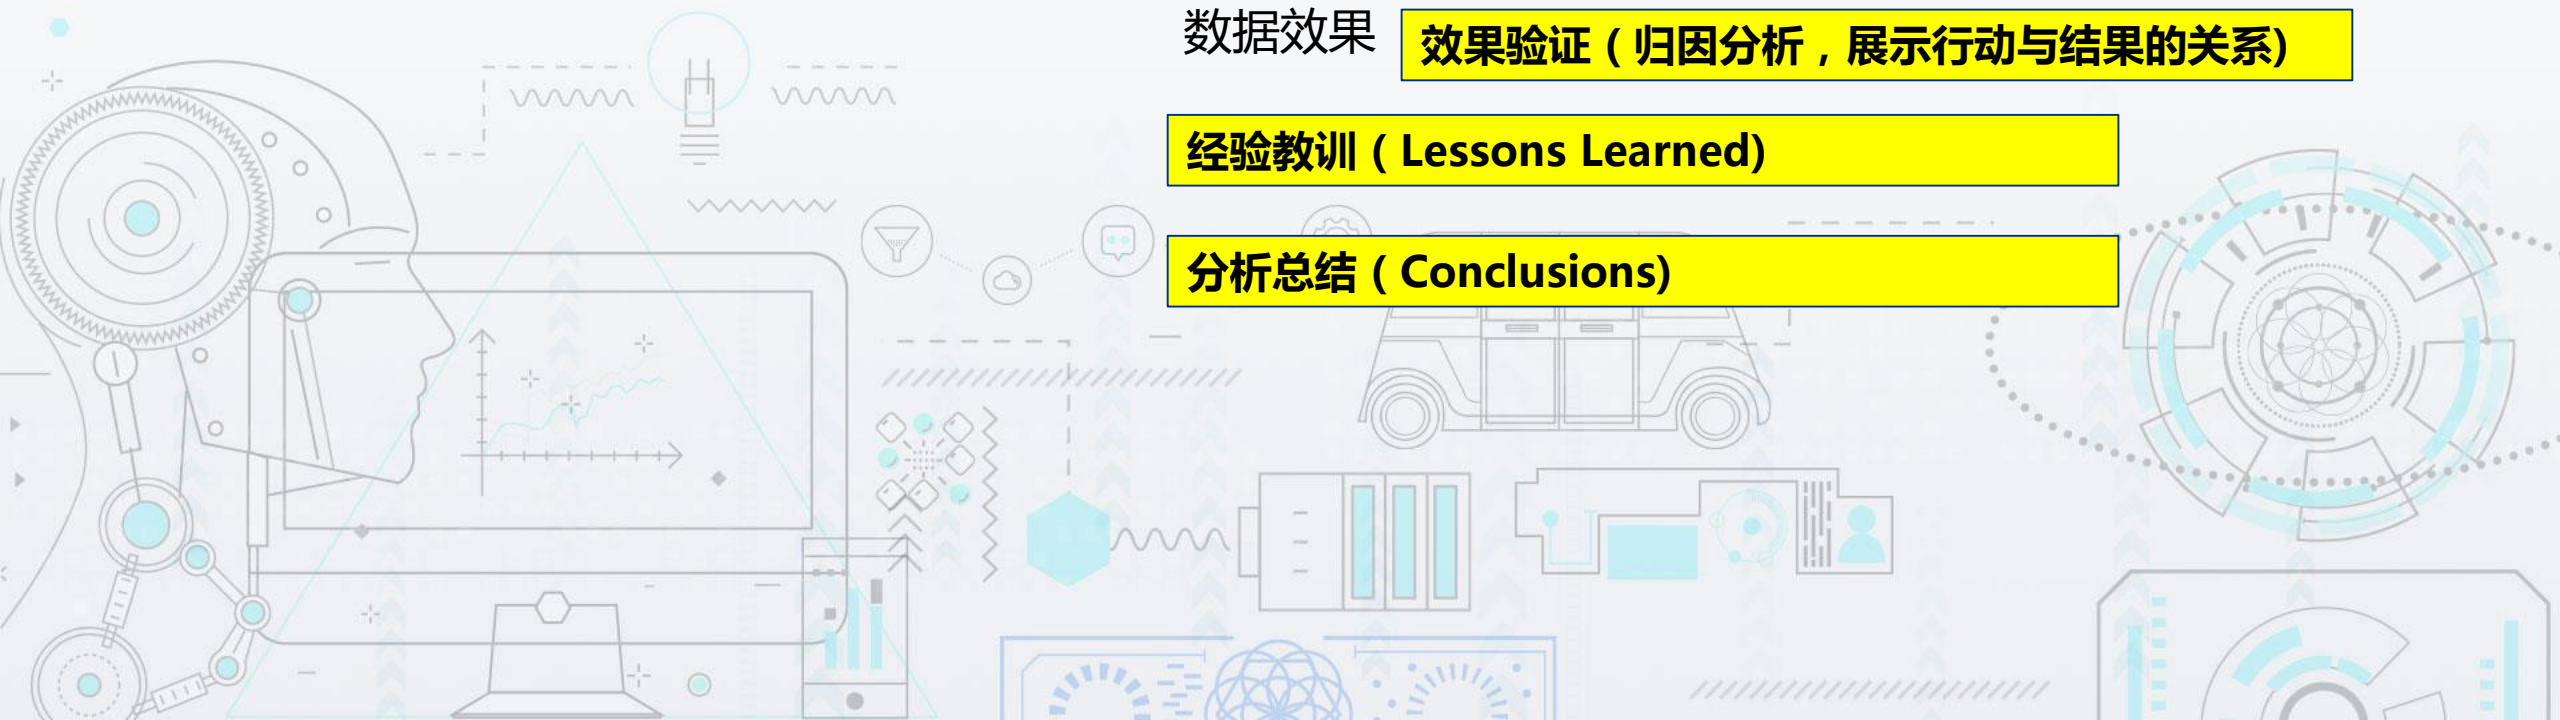 数据效果 效果验证（归因分析，展示行动与结果的关系)
经验教训（Lessons Learned)
分析总结（Conclusions)